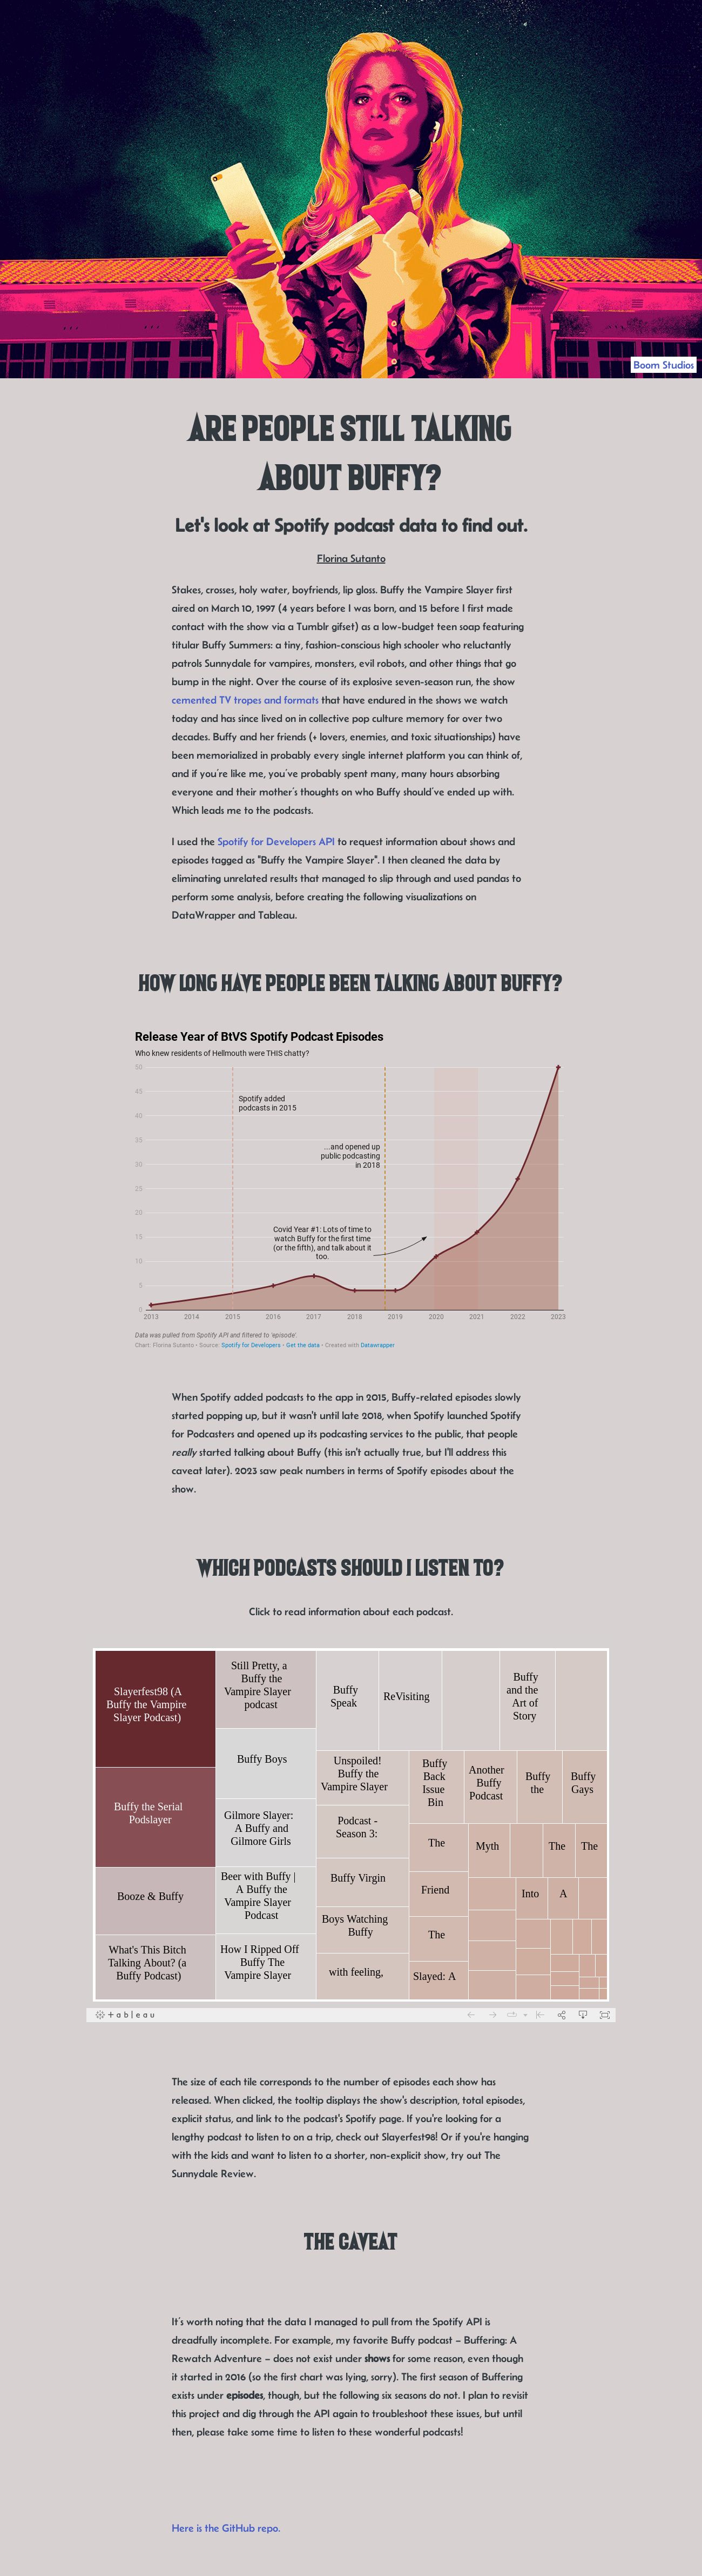 Boom Studios
ARE PEOPLE STILL TALKING
ABOUT BUFFY?
Let's look at Spotify podcast data to find out.
Florina Sutanto
Stakes, crosses, holy water, boyfriends, lip gloss. Buffy the Vampire Slayer first
aired on March 10, 1997 (4 years before I was born, and 15 before I first made
contact with the show via a Tumblr gifset) as a low-budget teen soap featuring
titular Buffy Summers: a tiny, fashion-conscious high schooler who reluctantly
patrols Sunnydale for vampires, monsters, evil robots, and other things that go
bump in the night. Over the course of its explosive seven-season run, the show
cemented TV tropes and formats that have endured in the shows we watch
today and has since lived on in collective pop culture memory for over two
decades. Buffy and her friends (+ lovers, enemies, and toxic situationships) have
been memorialized in probably every single internet platform you can think of,
and if you're like me, you've probably spent many, many hours absorbing
everyone and their mother's thoughts on who Buffy should've ended up with.
Which leads me to the podcasts.
I used the Spotify for Developers API to request information about shows and
episodes tagged as "Buffy the Vampire Slayer". I then cleaned the data by
eliminating unrelated results that managed to slip through and used pandas to
perform some analysis, before creating the following visualizations on
DataWrapper and Tableau.
HOW LONG HAVE PEOPLE BEEN TALKING ABOUT BUFFY?
Release Year of BtVS Spotify Podcast Episodes
Who knew residents of Hellmouth were THIS chatty?
50
45
40
35
30
25
20
15
10
5
0
Spotify added
podcasts in 2015
...and opened up
public podcasting
in 2018
Covid Year #1: Lots of time to
watch Buffy for the first time
(or the fifth), and talk about it
too.
2013 2014 2015 2016 2017 2018 2019 2020 2021 2022 2023
Data was pulled from Spotify API and filtered to 'episode'.
Chart: Florina Sutanto • Source: Spotify for Developers • Get the data • Created with Datawrapper
When Spotify added podcasts to the app in 2015, Buffy-related episodes slowly
started popping up, but it wasn't until late 2018, when Spotify launched Spotify
for Podcasters and opened up its podcasting services to the public, that people
really started talking about Buffy (this isn't actually true, but I'll address this
caveat later). 2023 saw peak numbers in terms of Spotify episodes about the
show.
WHICH PODCASTS SHOULD I LISTEN TO?
Click to read information about each podcast.
Slayerfest98 (A
Buffy the Vampire
Slayer Podcast)
Buffy the Serial
Podslayer
Booze & Buffy
What's This Bitch
Talking About? (a
Buffy Podcast)
Still Pretty, a
Buffy the
Vampire Slayer
podcast
Buffy Boys
Gilmore Slayer:
A Buffy and
Gilmore Girls
Beer with Buffy |
A Buffy the
Vampire Slayer
Podcast
How I Ripped Off
Buffy The
Vampire Slayer
Buffy
Speak
ReVisiting
Buffy
and the
Art of
Story
Unspoiled!
Buffy the
Vampire Slayer
Podcast -
Season 3:
Buffy Virgin
Boys Watching
Buffy
with feeling,
Buffy
Back
Issue
Bin
Another
Buffy
Podcast
Buffy
the
Buffy
Gays
The
Friend
The
Slayed: A
Myth
The
The
Into
A
+ableau
The size of each tile corresponds to the number of episodes each show has
released. When clicked, the tooltip displays the show's description, total episodes,
explicit status, and link to the podcast's Spotify page. If you're looking for a
lengthy podcast to listen to on a trip, check out Slayerfest98! Or if you're hanging
with the kids and want to listen to a shorter, non-explicit show, try out The
Sunnydale Review.
THE CAVEAT
It's worth noting that the data I managed to pull from the Spotify API is
dreadfully incomplete. For example, my favorite Buffy podcast – Buffering: A
Rewatch Adventure – does not exist under shows for some reason, even though
it started in 2016 (so the first chart was lying, sorry). The first season of Buffering
exists under episodes, though, but the following six seasons do not. I plan to revisit
this project and dig through the API again to troubleshoot these issues, but until
then, please take some time to listen to these wonderful podcasts!
Here is the GitHub repo.